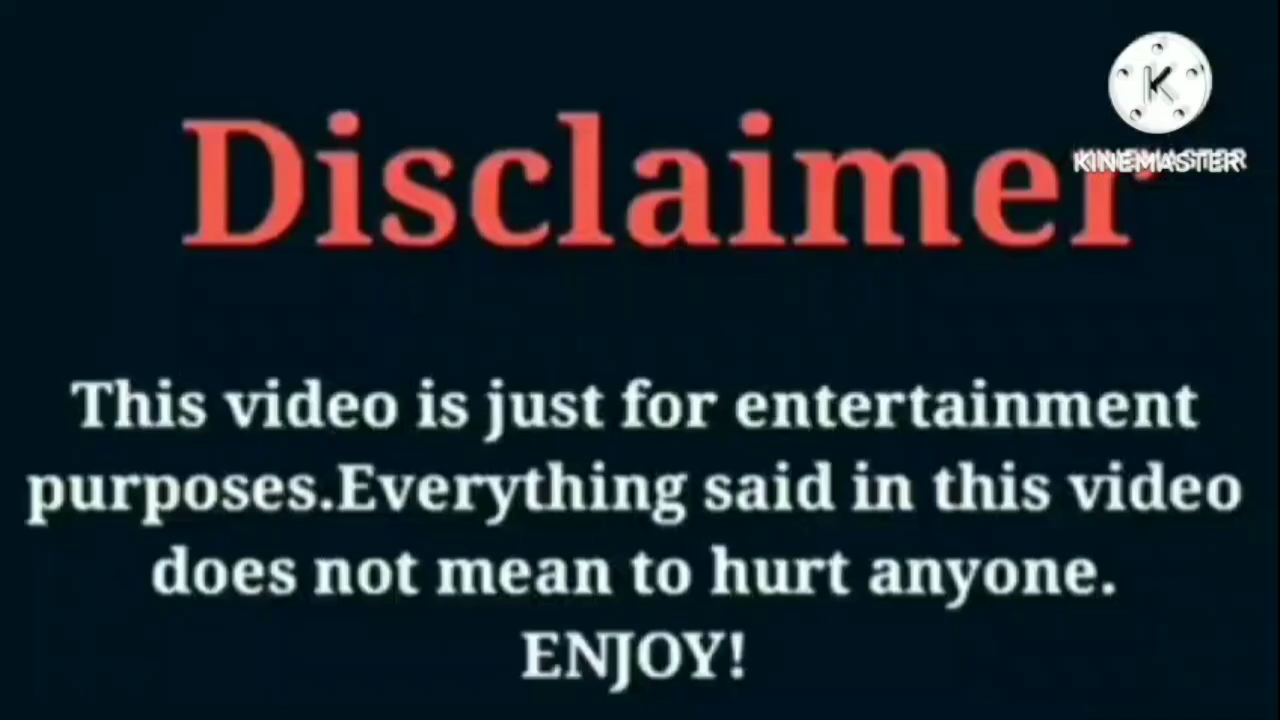 K
KINEMASTER
Disclaimer
This video is just for entertainment
purposes.Everything said in this video
does not mean to hurt anyone.
ENJOY!